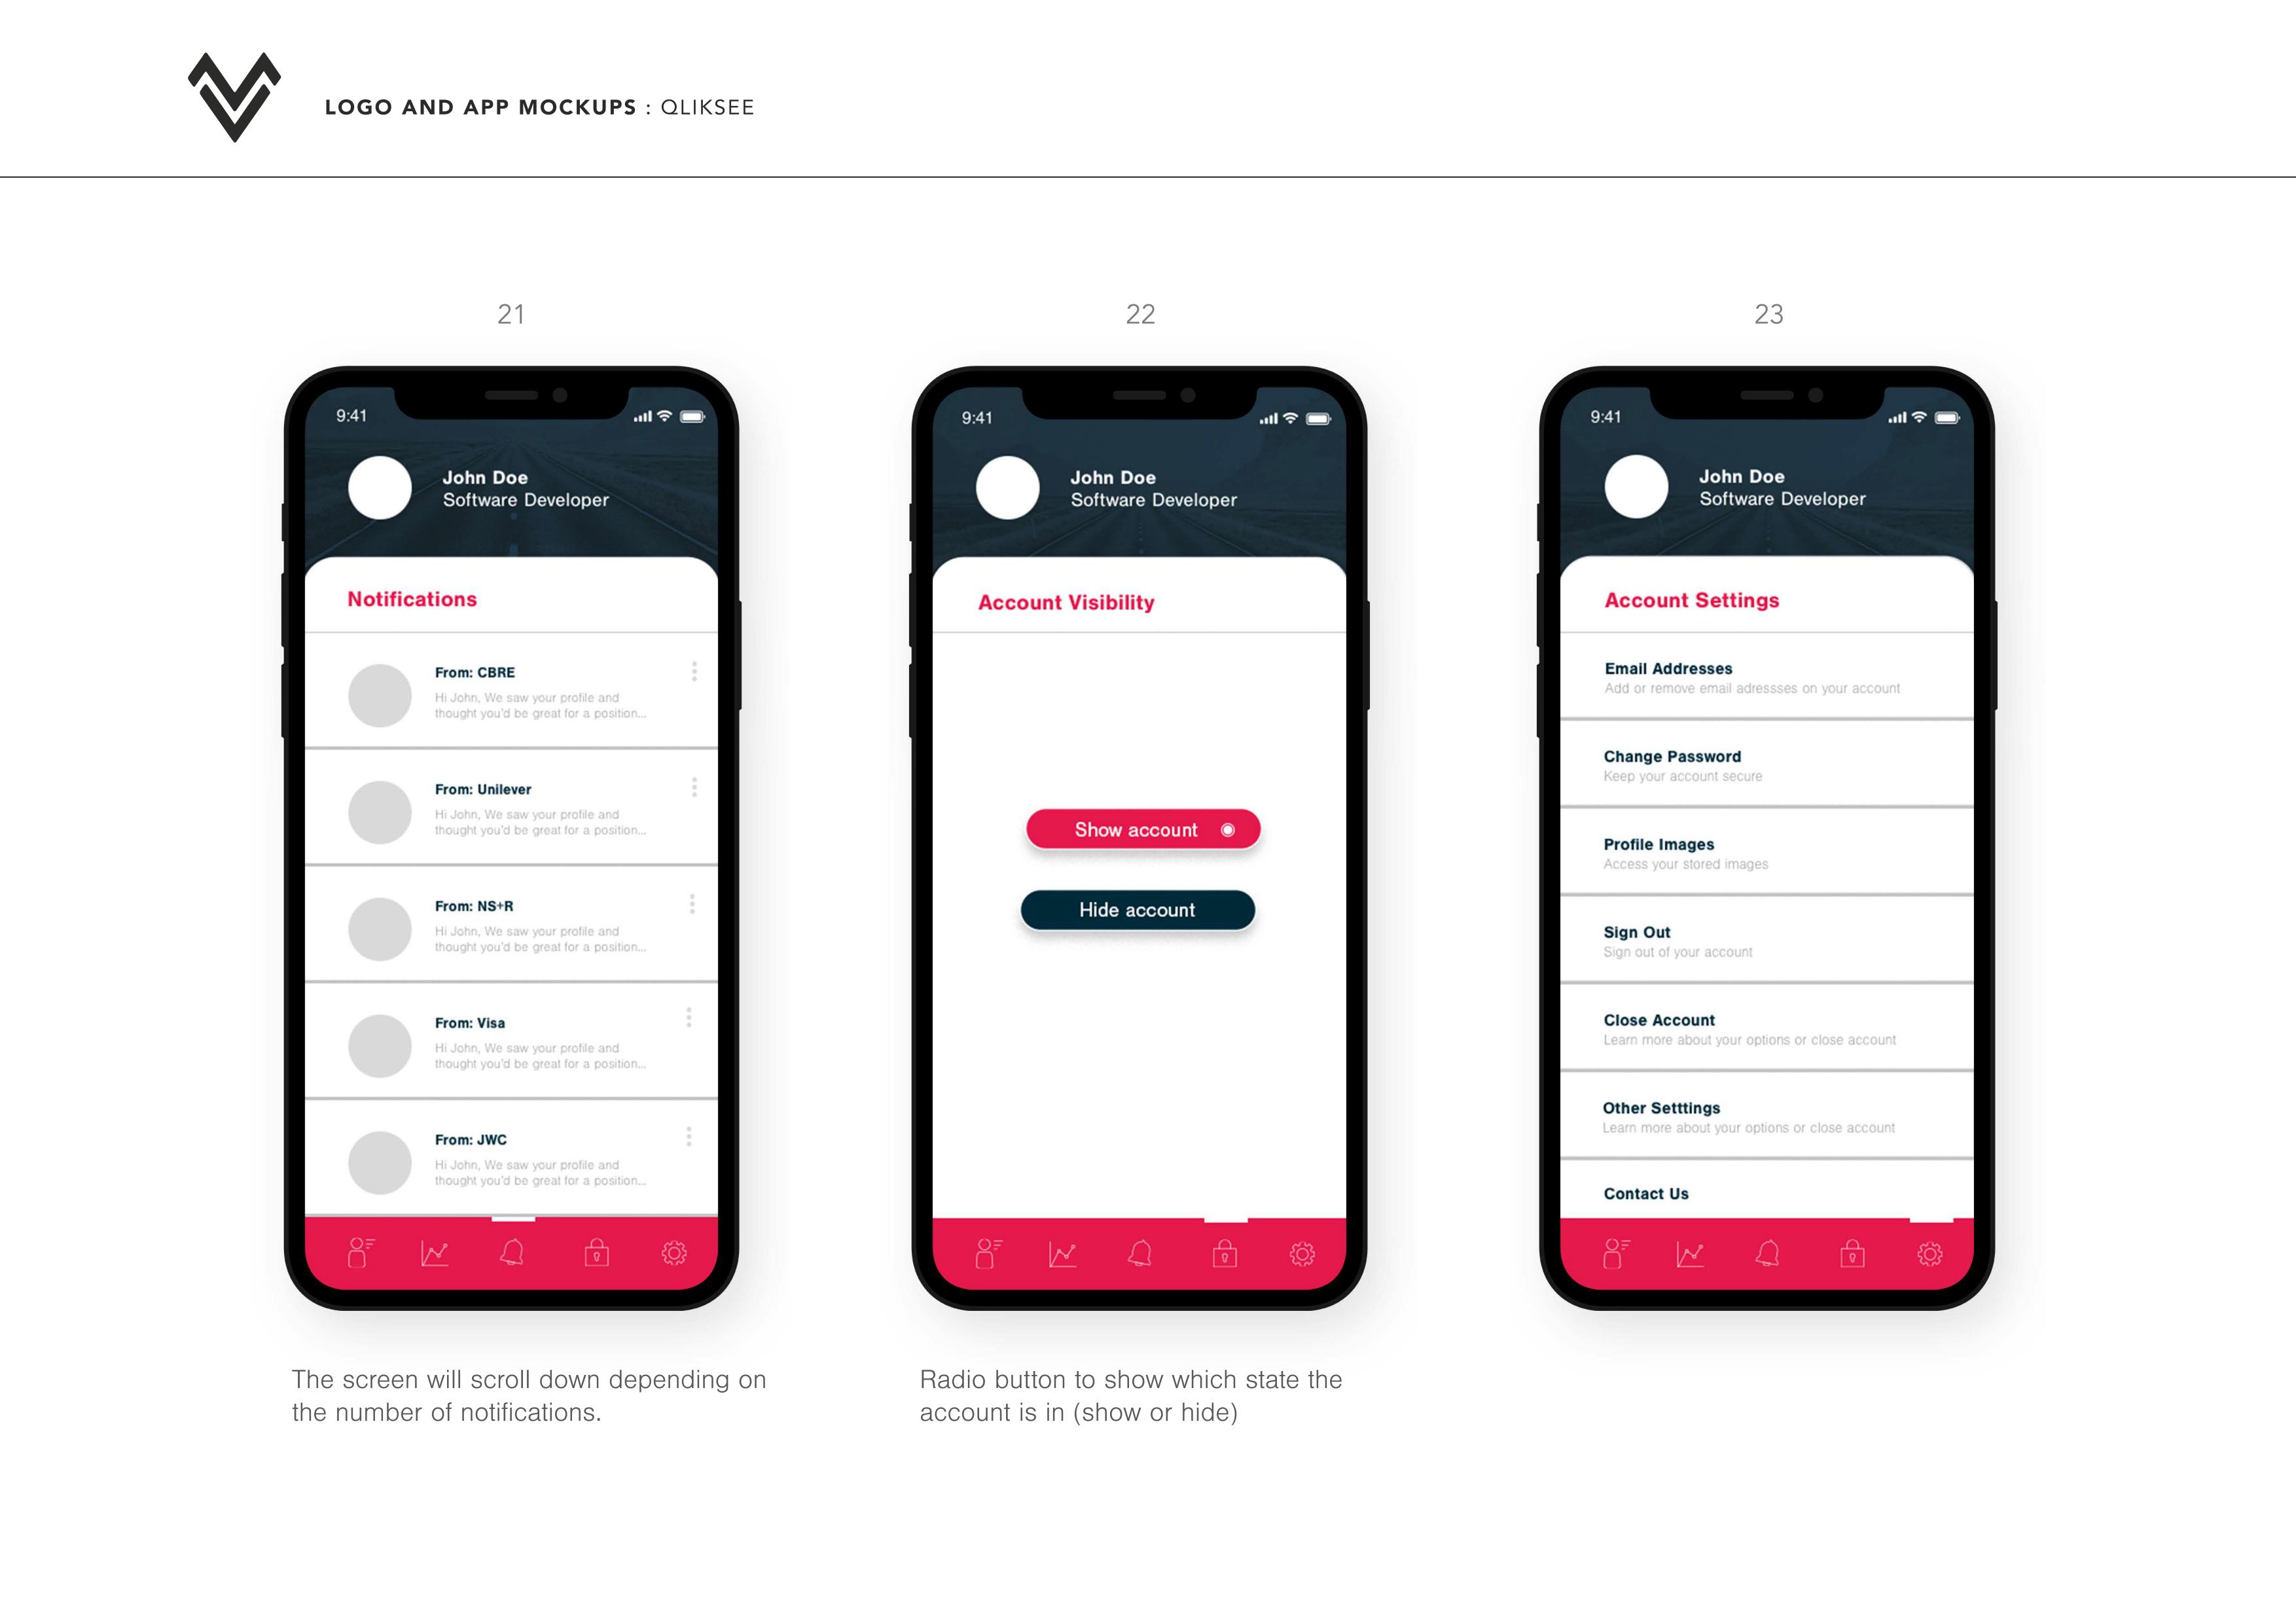 LOGO AND APP MOCKUPS : QLIKSEE
21
9:41
John Doe
Software Developer
Notifications
From: CBRE
Hi John, We saw your profile and
thought you'd be great for a position...
From: Unilever
Hi John, We saw your profile and
thought you'd be great for a position...
From: NS+R
Hi John, We saw your profile and
thought you'd be great for a position...
From: Visa
Hi John, We saw your profile and
thought you'd be great for a position...
From: JWC
Hi John, We saw your profile and
thought you'd be great for a position...
The screen will scroll down depending on
the number of notifications.
22
9:41
John Doe
Software Developer
Account Visibility
Show account
Hide account
Radio button to show which state the
account is in (show or hide)
23
9:41
John Doe
Software Developer
Account Settings
Email Addresses
Add or remove email adressses on your account
Change Password
Keep your account secure
Profile Images
Access your stored images
Sign Out
Sign out of your account
Close Account
Learn more about your options or close account
Other Setttings
Learn more about your options or close account
Contact Us